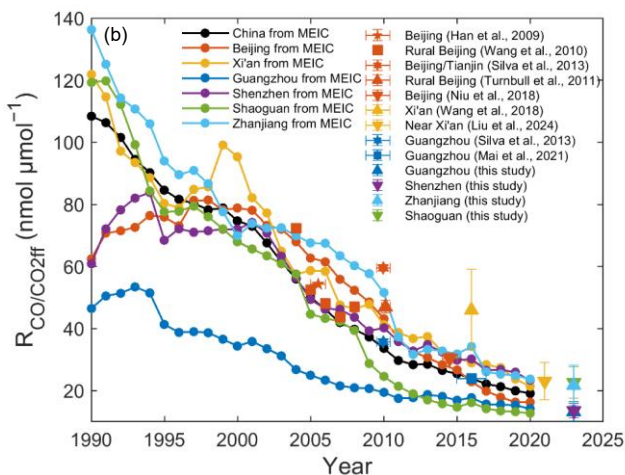 (b)
China from MEIC
Beijing from MEIC
Xi'an from MEIC
Guangzhou from MEIC
Shenzhen from MEIC
Shaoguan from MEIC
Zhanjiang from MEIC
Beijing (Han et al., 2009)
Rural Beijing (Wang et al., 2010)
Beijing/Tianjin (Silva et al., 2013)
Rural Beijing (Turnbull et al., 2011)
Beijing (Niu et al., 2018)
Xi'an (Wang et al., 2018)
Near Xi'an (Liu et al., 2024)
Guangzhou (Silva et al., 2013)
Guangzhou (Mai et al., 2021)
Guangzhou (this study)
Shenzhen (this study)
Zhanjiang (this study)
Shaoguan (this study)
R_CO/CO2ff (nmol μmol⁻¹)
140
120
100
80
60
40
20
1990 1995 2000 2005 2010 2015 2020 2025
Year